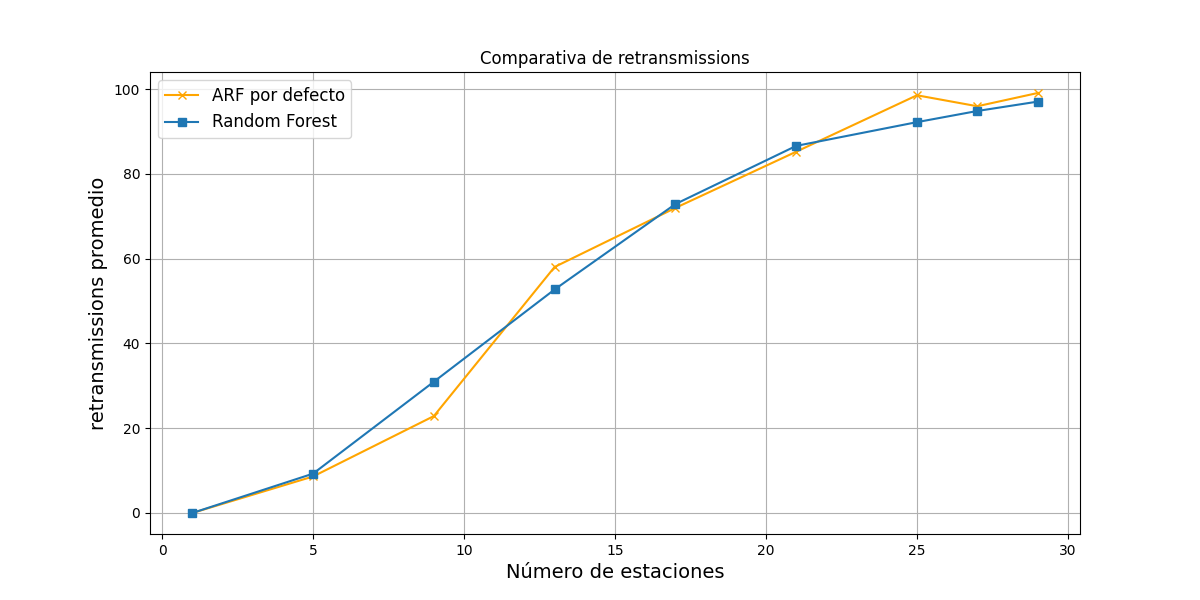 Comparativa de retransmissions
ARF por defecto
Random Forest
retransmissions promedio
100
80
60
40
20
0
0 5 10 15 20 25 30
Número de estaciones